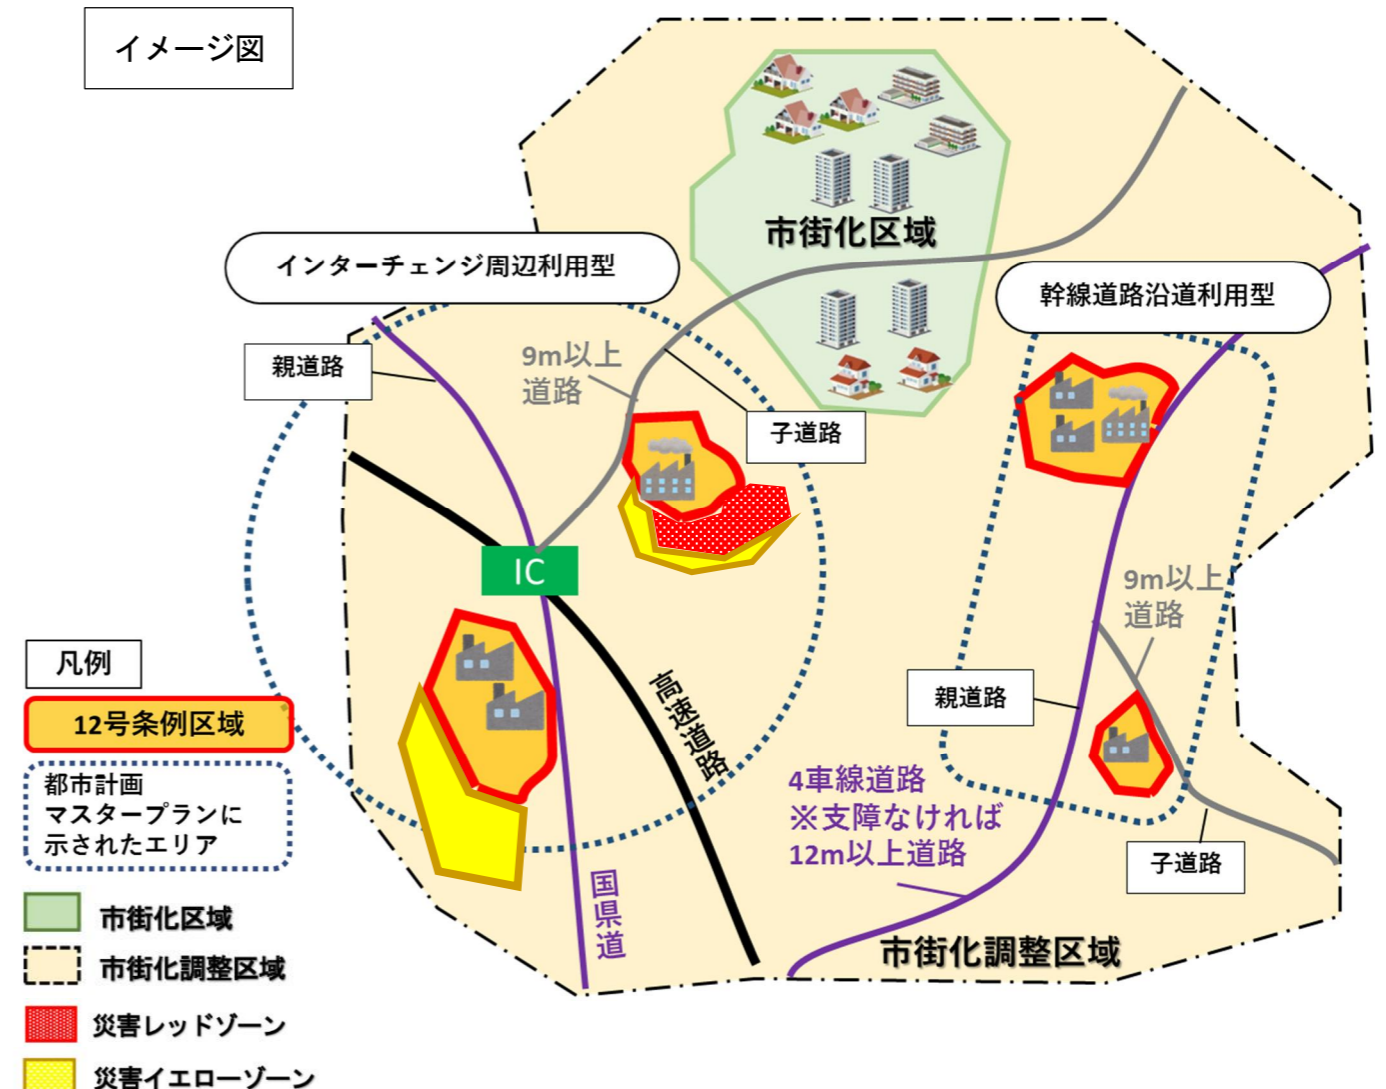 イメージ図
市街化区域
インターチェンジ周辺利用型
幹線道路沿道利用型
親道路
9m以上
道路
子道路
IC
9m以上
道路
高速道路
親道路
4車線道路
※支障なければ
12m以上道路
子道路
国県道
市街化調整区域
凡例
12号条例区域
都市計画
マスタープランに
示されたエリア
市街化区域
市街化調整区域
災害レッドゾーン
災害イエローゾーン